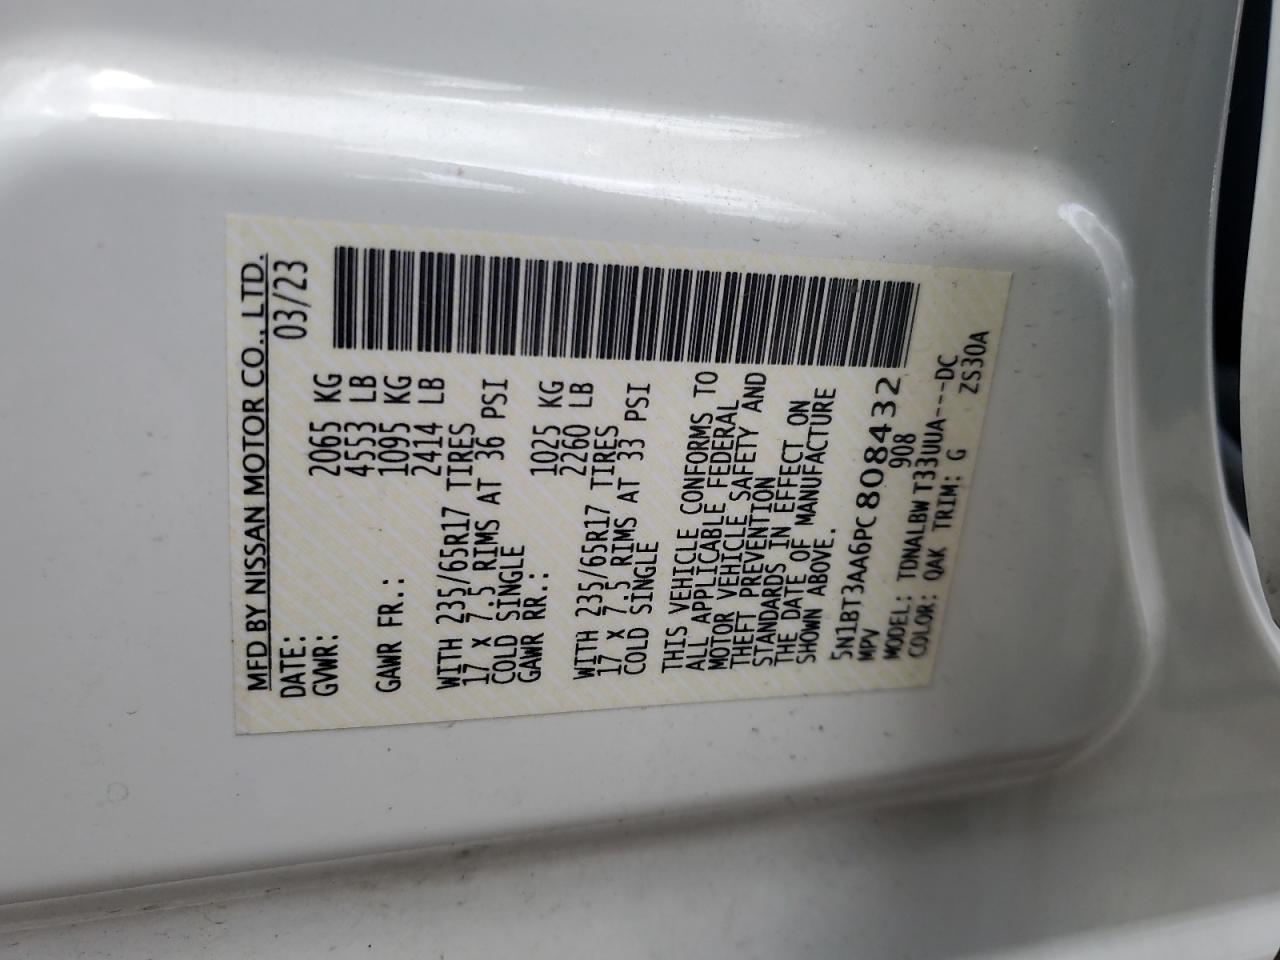 MFD BY NISSAN MOTOR CO., LTD.
DATE: 03/23
GVWR: 2065 KG
4553 LB
GAWR FR.: 1095 KG
2414 LB
WITH 235/65R17 TIRES
17 X 7.5 RIMS AT 36 PSI
COLD SINGLE
GAWR RR.: 1025 KG
2260 LB
WITH 235/65R17 TIRES
17 X 7.5 RIMS AT 33 PSI
COLD SINGLE
THIS VEHICLE CONFORMS TO
ALL APPLICABLE FEDERAL
MOTOR VEHICLE SAFETY AND
THEFT PREVENTION
STANDARDS IN EFFECT ON
THE DATE OF MANUFACTURE
SHOWN ABOVE.
5N1BT3AA6PC808432
MPV 908
MODEL: TDNALBWT33UUA---DC
COLOR: QAK TRIM: G ZS30A